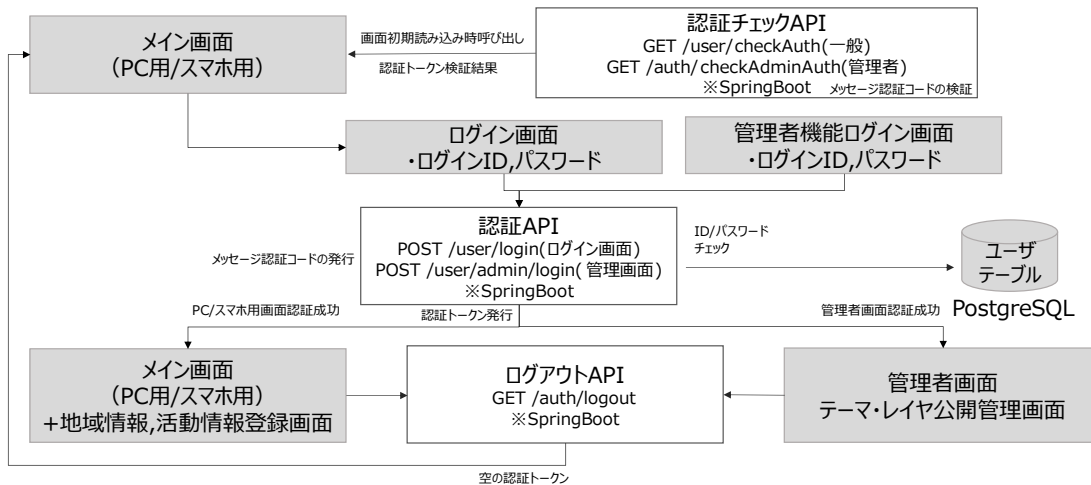 メイン画面
（PC用/スマホ用）
画面初期読み込み時呼び出し
認証トークン検証結果
認証チェックAPI
GET /user/checkAuth(一般)
GET /auth/checkAdminAuth(管理者)
※SpringBoot メッセージ認証コードの検証
ログイン画面
・ログインID,パスワード
管理者機能ログイン画面
・ログインID,パスワード
認証API
POST /user/login(ログイン画面)
POST /user/admin/login( 管理画面)
※SpringBoot
メッセージ認証コードの発行
ID/パスワード
チェック
ユーザ
テーブル
PostgreSQL
PC/スマホ用画面認証成功
認証トークン発行
管理者画面認証成功
メイン画面
（PC用/スマホ用）
+地域情報,活動情報登録画面
ログアウトAPI
GET /auth/logout
※SpringBoot
管理者画面
テーマ・レイヤ公開管理画面
空の認証トークン